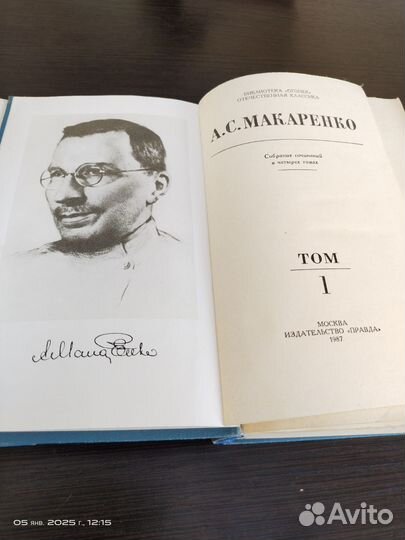 БИБЛИОТЕКА «ОГОНЕК»
ОТЕЧЕСТВЕННАЯ КЛАССИКА
А.С.МАКАРЕНКО
Собрание сочинений
в четырех томах
ТОМ
1
МОСКВА
ИЗДАТЕЛЬСТВО «ПРАВДА»
1987
05 янв. 2025 г., 12:15
Avito